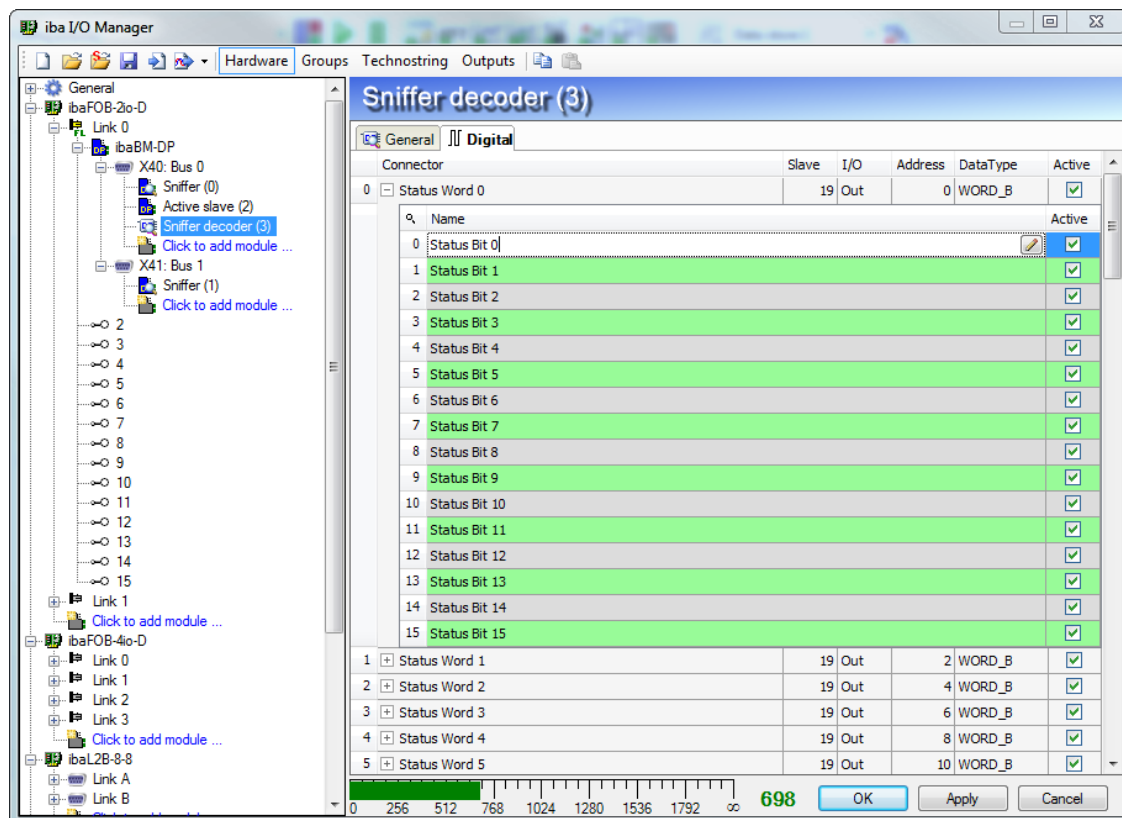 iba I/O Manager
Hardware Groups Technostring Outputs
General
ibaFOB-2io-D
Link 0
ibaBM-DP
X40: Bus 0
Sniffer (0)
Active slave (2)
Sniffer decoder (3)
Click to add module ...
X41: Bus 1
Sniffer (1)
Click to add module ...
2
3
4
5
6
7
8
9
10
11
12
13
14
15
Link 1
Click to add module ...
ibaFOB-4io-D
Link 0
Link 1
Link 2
Link 3
Click to add module ...
ibaL2B-8-8
Link A
Link B
Sniffer decoder (3)
General Digital
Connector Slave I/O Address DataType Active
0 Status Word 0 19 Out 0 WORD_B
Name Active
0 Status Bit 0
1 Status Bit 1
2 Status Bit 2
3 Status Bit 3
4 Status Bit 4
5 Status Bit 5
6 Status Bit 6
7 Status Bit 7
8 Status Bit 8
9 Status Bit 9
10 Status Bit 10
11 Status Bit 11
12 Status Bit 12
13 Status Bit 13
14 Status Bit 14
15 Status Bit 15
1 Status Word 1 19 Out 2 WORD_B
2 Status Word 2 19 Out 4 WORD_B
3 Status Word 3 19 Out 6 WORD_B
4 Status Word 4 19 Out 8 WORD_B
5 Status Word 5 19 Out 10 WORD_B
0 256 512 768 1024 1280 1536 1792 ∞ 698 OK Apply Cancel